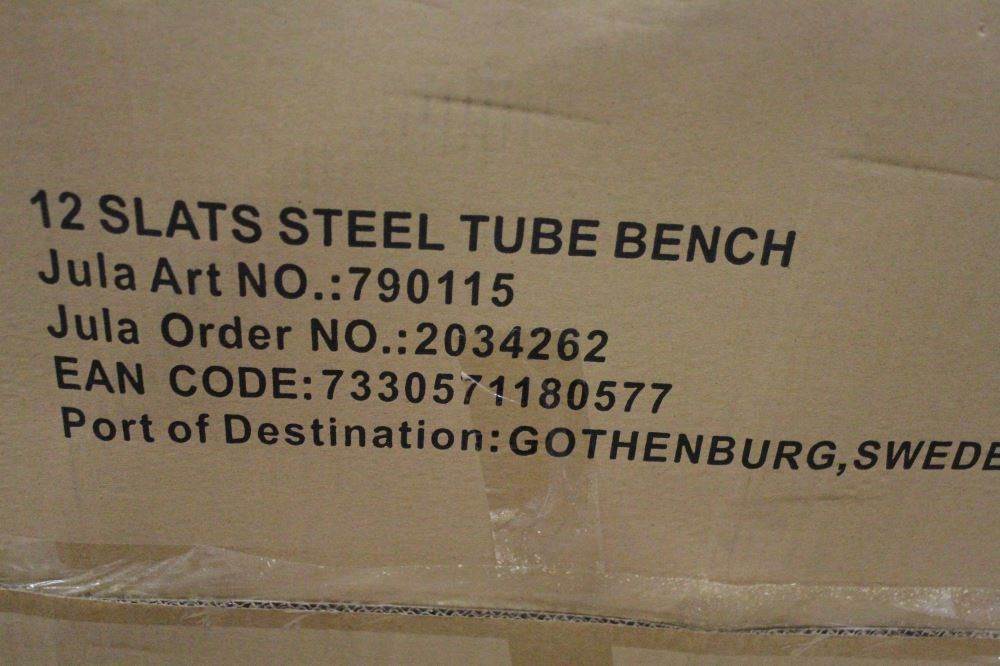 12 SLATS STEEL TUBE BENCH
Jula Art NO.:790115
Jula Order NO.:2034262
EAN CODE:7330571180577
Port of Destination:GOTHENBURG,SWEDE